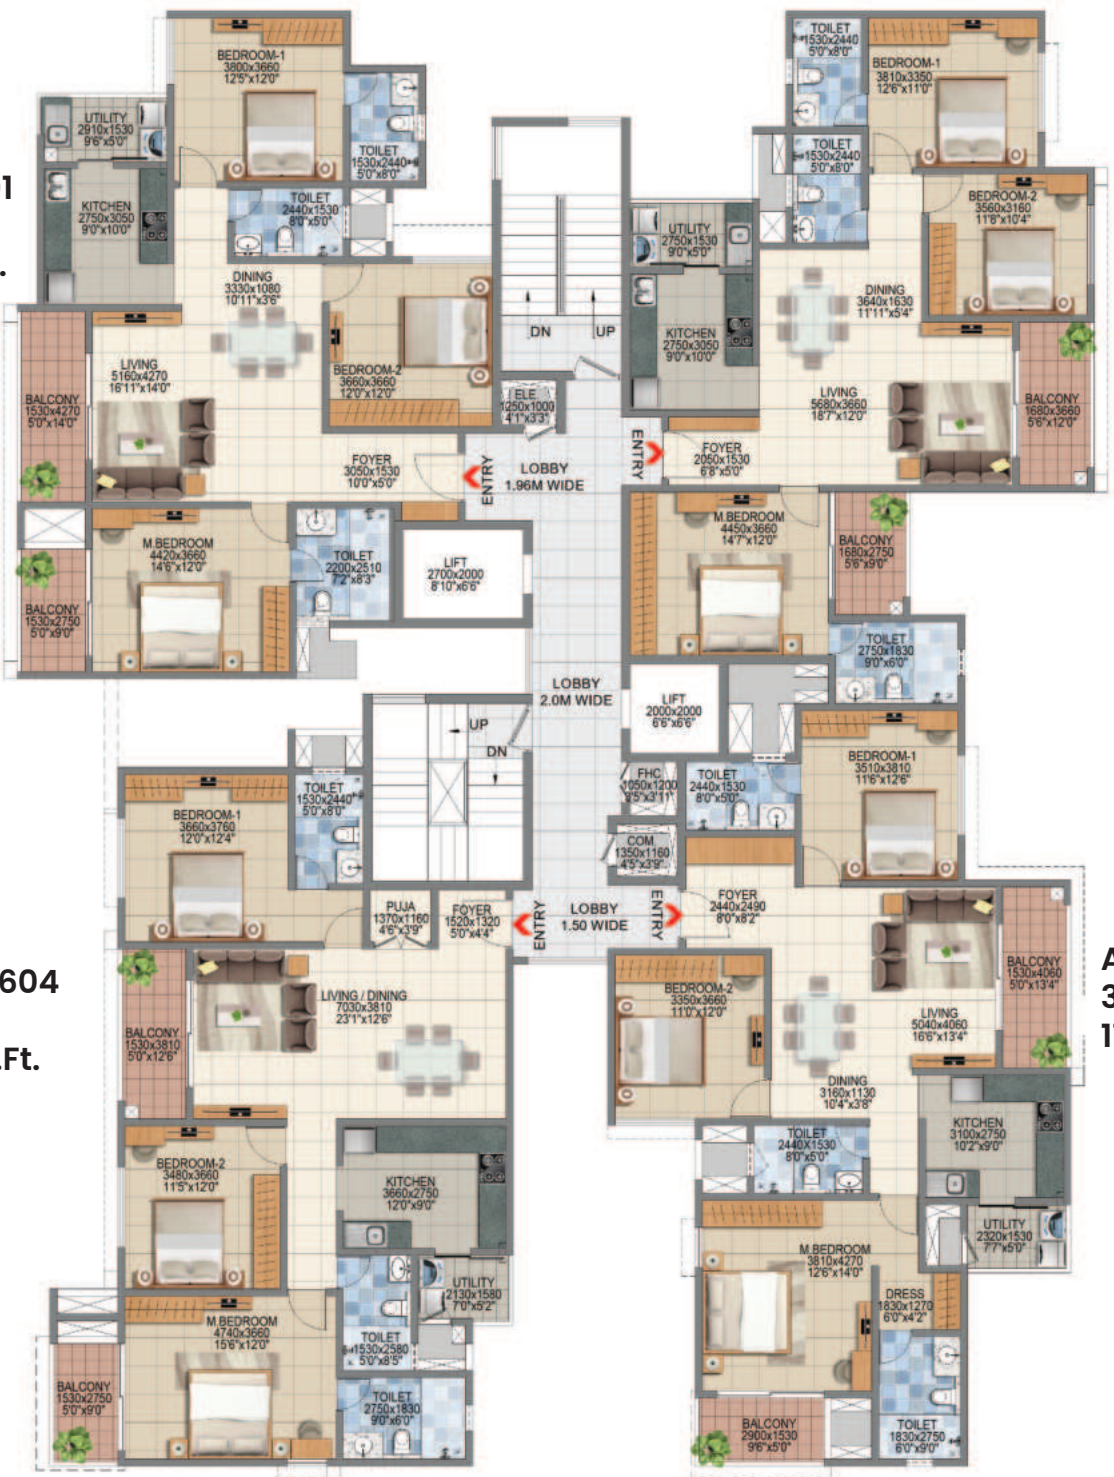 BEDROOM-1
3800x3660
12'5"x12'0"
UTILITY
2910x1530
9'6"x5'0"
TOILET
1530x2440
5'0"x8'0"
KITCHEN
2750x3050
9'0"x10'0"
TOILET
2440x1530
8'0"x5'0"
DINING
3330x1080
10'11"x3'6"
LIVING
5160x4270
16'11"x14'0"
BEDROOM-2
3660x3660
12'0"x12'0"
BALCONY
1530x4270
5'0"x14'0"
FOYER
3050x1530
10'0"x5'0"
ENTRY
M.BEDROOM
4420x3660
14'6"x12'0"
TOILET
2200x2510
7'2"x8'3"
BALCONY
1530x2750
5'0"x9'0"
LIFT
2700x2000
8'10"x6'6"
DN
UP
ELE.
1250x1000
4'1"x3'3"
LOBBY
1.96M WIDE
TOILET
1530x2440
5'0"x8'0"
BEDROOM-1
3810x3350
12'6"x11'0"
TOILET
1530x2440
5'0"x8'0"
BEDROOM-2
3560x3160
11'8"x10'4"
UTILITY
2750x1530
9'0"x5'0"
DINING
3640x1630
11'11"x5'4"
KITCHEN
2750x3050
9'0"x10'0"
LIVING
5680x3660
18'7"x12'0"
BALCONY
1680x3660
5'6"x12'0"
ENTRY
FOYER
2050x1530
6'8"x5'0"
M.BEDROOM
4450x3660
14'7"x12'0"
BALCONY
1680x2750
5'6"x9'0"
TOILET
2750x1830
9'0"x6'0"
LOBBY
2.0M WIDE
LIFT
2000x2000
6'6"x6'6"
UP
DN
FHC
1050x1200
TOILET
2440x1530
8'0"x5'0"
BEDROOM-1
3510x3810
11'6"x12'6"
COM.
1350x1160
4'5"x3'9"
TOILET
1530x2440
5'0"x8'0"
BEDROOM-1
3660x3760
12'0"x12'4"
PUJA
1370x1160
4'6"x3'9"
FOYER
1520x1320
5'0"x4'4"
ENTRY
LOBBY
1.50 WIDE
ENTRY
FOYER
2440x2490
8'0"x8'2"
604
.Ft.
LIVING / DINING
7030x3810
23'1"x12'6"
BALCONY
1530x3810
5'0"x12'6"
BEDROOM-2
3350x3660
11'0"x12'0"
LIVING
5040x4060
16'6"x13'4"
BALCONY
1530x4060
5'0"x13'4"
DINING
3160x1130
10'4"x3'8"
KITCHEN
3100x2750
10'2"x9'0"
TOILET
2440X1530
8'0"x5'0"
BEDROOM-2
3480x3660
11'5"x12'0"
KITCHEN
3660x2750
12'0"x9'0"
UTILITY
2320x1530
7'7"x5'0"
UTILITY
2130x1580
7'0"x5'2"
M.BEDROOM
3810x4270
12'6"x14'0"
DRESS
1830x1270
6'0"x4'2"
M.BEDROOM
4740x3660
15'6"x12'0"
TOILET
1530x2580
5'0"x8'5"
BALCONY
1530x2750
5'0"x9'0"
TOILET
2750x1830
9'0"x6'0"
BALCONY
2900x1530
9'6"x5'0"
TOILET
1830x2750
6'0"x9'0"